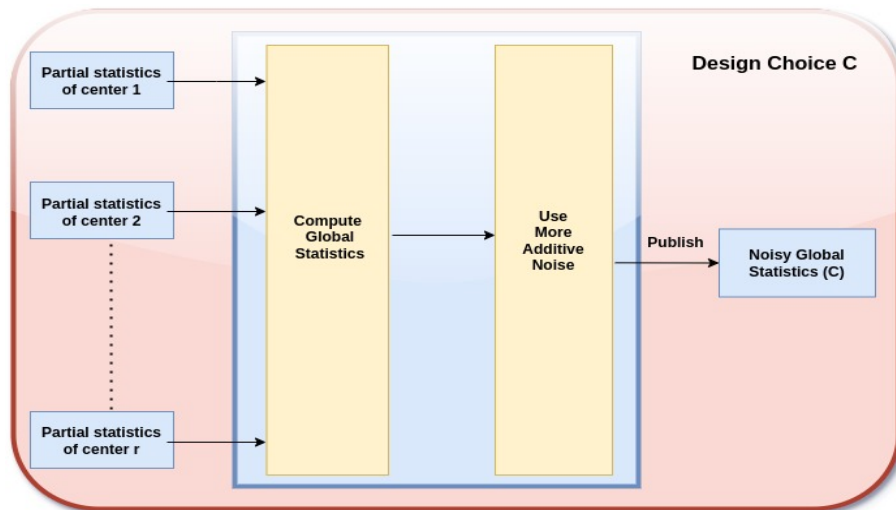 Design Choice C
Partial statistics
of center 1
Partial statistics
of center 2
Partial statistics
of center r
Compute
Global
Statistics
Use
More
Additive
Noise
Publish
Noisy Global
Statistics (C)